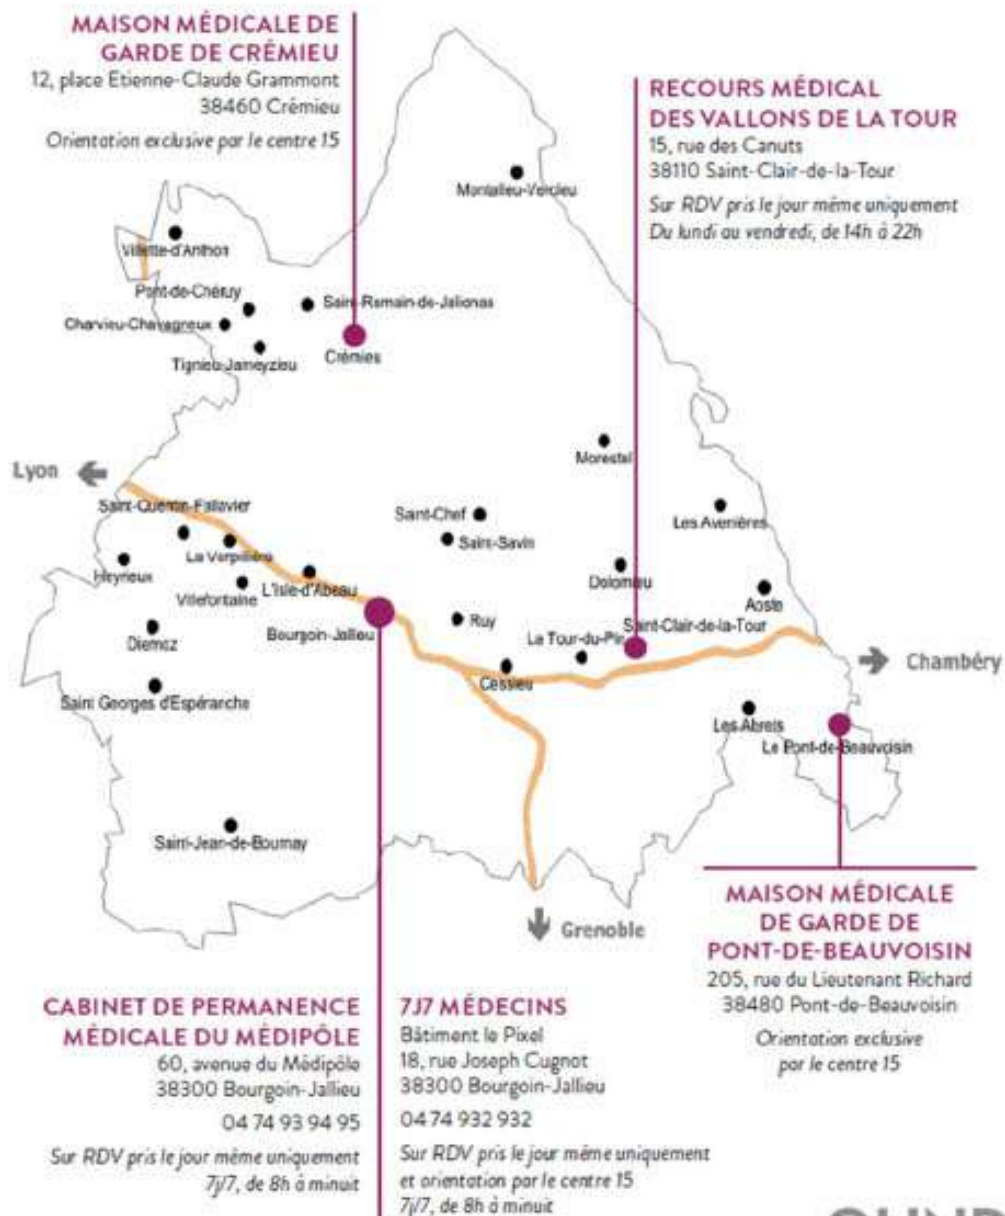 MAISON MÉDICALE DE
GARDE DE CRÉMIEU
12, place Etienne-Claude Grammont
38460 Crémieu
Orientation exclusive par le centre 15
RECOURS MÉDICAL
DES VALLONS DE LA TOUR
15, rue des Canuts
38110 Saint-Clair-de-la-Tour
Sur RDV pris le jour même uniquement
Du lundi au vendredi, de 14h à 22h
Montalieu-Vercieu
Villette-d'Anthon
Pont-de-Chéruy
Saint-Romain-de-Jalionas
Charvieu-Chavagneux
Tignieu-Jameyzieu
Crémies
Morestel
Lyon
Saint-Quentin-Fallavier
Saint-Chef
Les Avenières
Saint-Savin
La Verpillière
Heyrieux
L'Isle-d'Abeau
Dolomieu
Villefontaine
Aoste
Ruy
Saint-Clair-de-la-Tour
Diemoz
Bourgoin-Jallieu
La Tour-du-Pin
Chambéry
Cessieu
Saint Georges d'Espéranche
Les Abrets
Le Pont-de-Beauvoisin
Saint-Jean-de-Bournay
Grenoble
MAISON MÉDICALE
DE GARDE DE
PONT-DE-BEAUVOISIN
205, rue du Lieutenant Richard
38480 Pont-de-Beauvoisin
Orientation exclusive
par le centre 15
CABINET DE PERMANENCE
MÉDICALE DU MÉDIPÔLE
60, avenue du Médipôle
38300 Bourgoin-Jallieu
04 74 93 94 95
Sur RDV pris le jour même uniquement
7j/7, de 8h à minuit
7J7 MÉDECINS
Bâtiment le Pixel
18, rue Joseph Cugnot
38300 Bourgoin-Jallieu
04 74 932 932
Sur RDV pris le jour même uniquement
et orientation par le centre 15
7j/7, de 8h à minuit